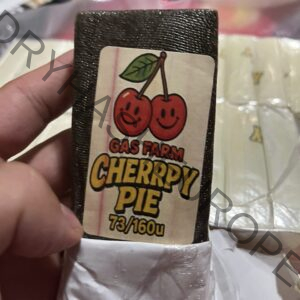 GAS FARM
CHERRPY
PIE
73/160u